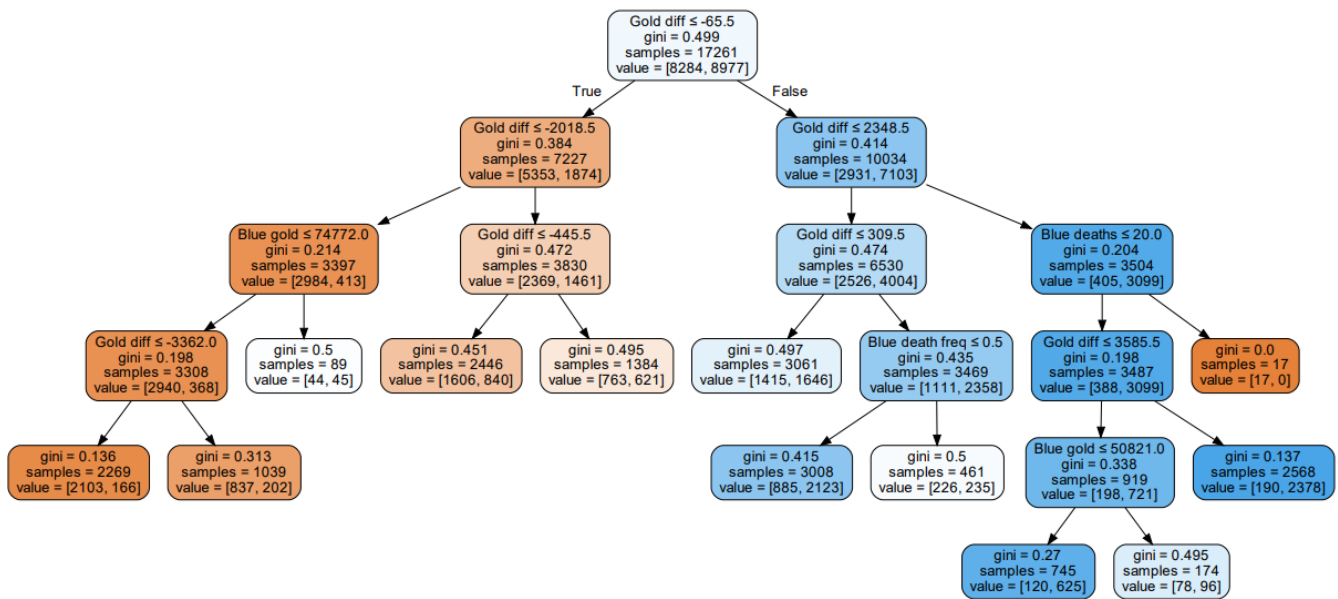 Gold diff ≤ -65.5
gini = 0.499
samples = 17261
value = [8284, 8977]
True
False
Gold diff ≤ -2018.5
gini = 0.384
samples = 7227
value = [5353, 1874]
Gold diff ≤ 2348.5
gini = 0.414
samples = 10034
value = [2931, 7103]
Blue gold ≤ 74772.0
gini = 0.214
samples = 3397
value = [2984, 413]
Gold diff ≤ -445.5
gini = 0.472
samples = 3830
value = [2369, 1461]
Gold diff ≤ 309.5
gini = 0.474
samples = 6530
value = [2526, 4004]
Blue deaths ≤ 20.0
gini = 0.204
samples = 3504
value = [405, 3099]
Gold diff ≤ -3362.0
gini = 0.198
samples = 3308
value = [2940, 368]
gini = 0.5
samples = 89
value = [44, 45]
gini = 0.451
samples = 2446
value = [1606, 840]
gini = 0.495
samples = 1384
value = [763, 621]
gini = 0.497
samples = 3061
value = [1415, 1646]
Blue death freq ≤ 0.5
gini = 0.435
samples = 3469
value = [1111, 2358]
Gold diff ≤ 3585.5
gini = 0.198
samples = 3487
value = [388, 3099]
gini = 0.0
samples = 17
value = [17, 0]
gini = 0.136
samples = 2269
value = [2103, 166]
gini = 0.313
samples = 1039
value = [837, 202]
gini = 0.415
samples = 3008
value = [885, 2123]
gini = 0.5
samples = 461
value = [226, 235]
Blue gold ≤ 50821.0
gini = 0.338
samples = 919
value = [198, 721]
gini = 0.137
samples = 2568
value = [190, 2378]
gini = 0.27
samples = 745
value = [120, 625]
gini = 0.495
samples = 174
value = [78, 96]